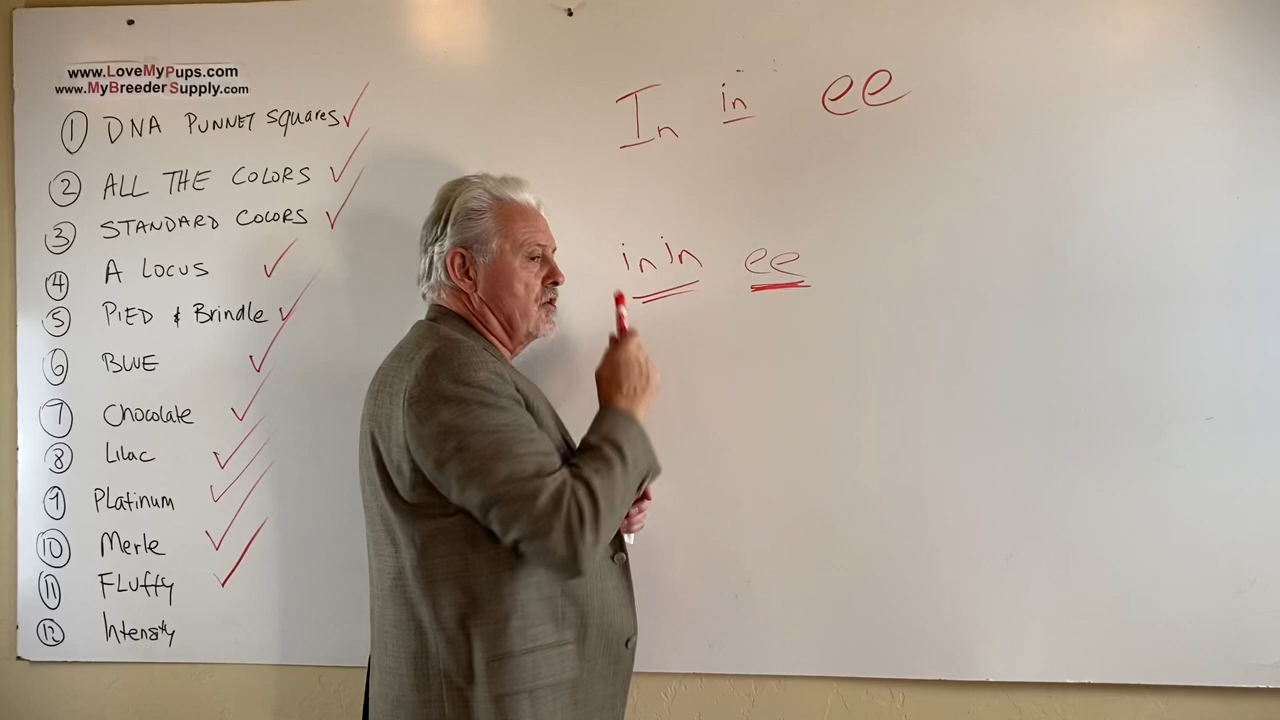 www.LoveMyPups.com
www.MyBreederSupply.com
1 DNA PUNNET SQuares
2 ALL THE COLORS
3 STANDARD COLORS
4 A LOCUS
5 PIED & Brindle
6 BLUE
7 Chocolate
8 Lilac
9 Platinum
10 Merle
11 FLuffy
12 Intensity
In in ee
in in ee